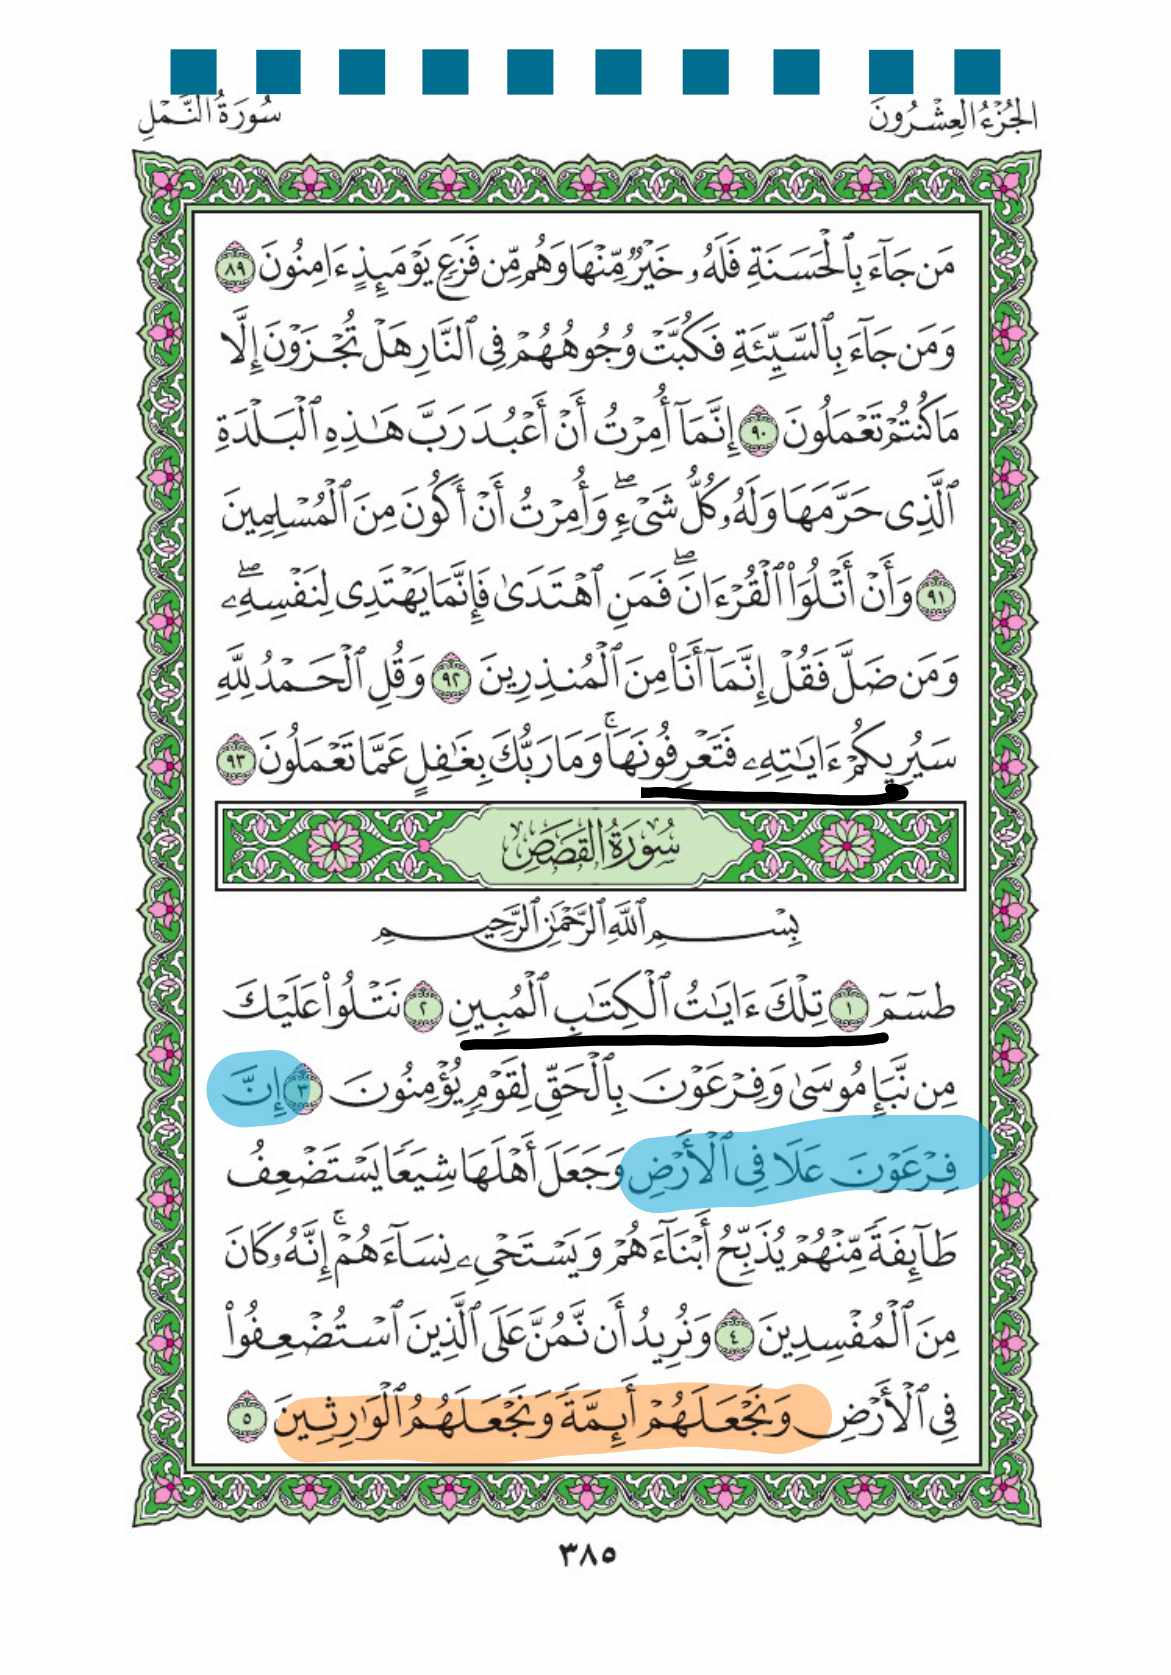 الجُزْءُ العِشْرُونَ
سُورَةُ النَّمْلِ
مَن جَآءَ بِٱلْحَسَنَةِ فَلَهُۥ خَيْرٌ مِّنْهَا وَهُم مِّن فَزَعٍ يَوْمَئِذٍ ءَامِنُونَ ٨٩
وَمَن جَآءَ بِٱلسَّيِّئَةِ فَكُبَّتْ وُجُوهُهُمْ فِى ٱلنَّارِ هَلْ تُجْزَوْنَ إِلَّا
مَا كُنتُمْ تَعْمَلُونَ ٩٠ إِنَّمَآ أُمِرْتُ أَنْ أَعْبُدَ رَبَّ هَٰذِهِ ٱلْبَلْدَةِ
ٱلَّذِى حَرَّمَهَا وَلَهُۥ كُلُّ شَىْءٍۖ وَأُمِرْتُ أَنْ أَكُونَ مِنَ ٱلْمُسْلِمِينَ
٩١ وَأَنْ أَتْلُوَا۟ ٱلْقُرْءَانَۖ فَمَنِ ٱهْتَدَىٰ فَإِنَّمَا يَهْتَدِى لِنَفْسِهِۦۖ
وَمَن ضَلَّ فَقُلْ إِنَّمَآ أَنَا۠ مِنَ ٱلْمُنذِرِينَ ٩٢ وَقُلِ ٱلْحَمْدُ لِلَّهِ
سَيُرِيكُمْ ءَايَٰتِهِۦ فَتَعْرِفُونَهَاۚ وَمَا رَبُّكَ بِغَٰفِلٍ عَمَّا تَعْمَلُونَ ٩٣
سُورَةُ القَصَصِ
بِسْمِ ٱللَّهِ ٱلرَّحْمَٰنِ ٱلرَّحِيمِ
طسٓمٓ ١ تِلْكَ ءَايَٰتُ ٱلْكِتَٰبِ ٱلْمُبِينِ ٢ نَتْلُوا۟ عَلَيْكَ
مِن نَّبَإِ مُوسَىٰ وَفِرْعَوْنَ بِٱلْحَقِّ لِقَوْمٍ يُؤْمِنُونَ ٣ إِنَّ
فِرْعَوْنَ عَلَا فِى ٱلْأَرْضِ وَجَعَلَ أَهْلَهَا شِيَعًا يَسْتَضْعِفُ
طَآئِفَةً مِّنْهُمْ يُذَبِّحُ أَبْنَآءَهُمْ وَيَسْتَحْىِۦ نِسَآءَهُمْۚ إِنَّهُۥ كَانَ
مِنَ ٱلْمُفْسِدِينَ ٤ وَنُرِيدُ أَن نَّمُنَّ عَلَى ٱلَّذِينَ ٱسْتُضْعِفُوا۟
فِى ٱلْأَرْضِ وَنَجْعَلَهُمْ أَئِمَّةً وَنَجْعَلَهُمُ ٱلْوَٰرِثِينَ ٥
٣٨٥